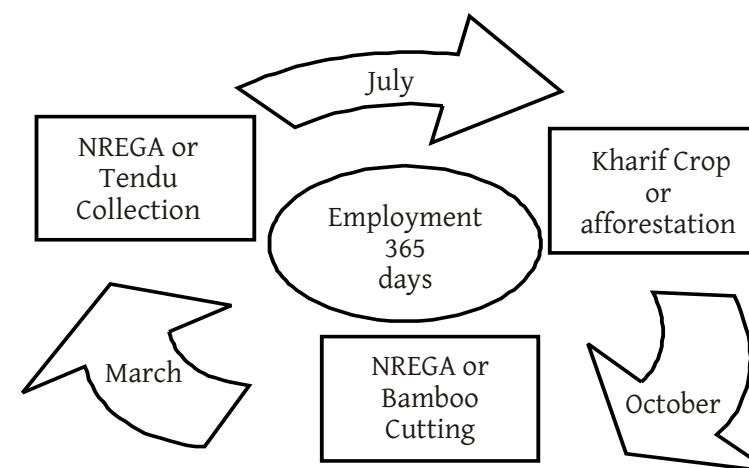 July
NREGA or
Tendu
Collection
Kharif Crop
or
afforestation
Employment
365
days
March
NREGA or
Bamboo
Cutting
October